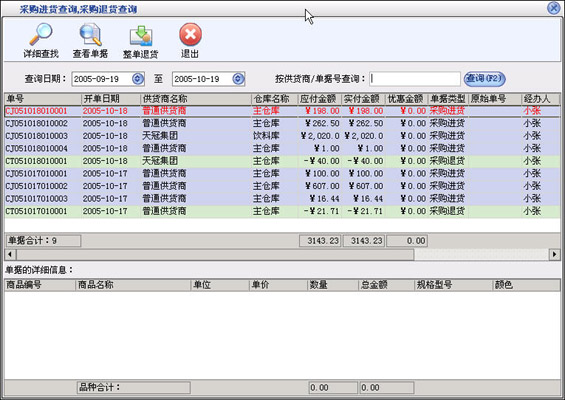 采购进货查询,采购退货查询
详细查找 查看单据 整单退货 退出
查询日期: 2005-09-19 至 2005-10-19 按供货商/单据号查询: 查询(F2)
单号 开单日期 供货商名称 仓库名称 应付金额 实付金额 优惠金额 单据类型 原始单号 经办人
CJ051018010001 2005-10-18 普通供货商 主仓库 ￥198.00 ￥198.00 ￥0.00 采购进货 小张
CJ051018010002 2005-10-18 普通供货商 主仓库 ￥262.50 ￥262.50 ￥0.00 采购进货 小张
CJ051018010003 2005-10-18 天冠集团 饮料库 ￥2,020.0 ￥2,020.0 ￥0.00 采购进货 小张
CJ051018010004 2005-10-18 普通供货商 主仓库 ￥1.00 ￥1.00 ￥0.00 采购进货 小张
CT051018010001 2005-10-18 天冠集团 主仓库 -￥40.00 -￥40.00 ￥0.00 采购退货 小张
CJ051017010001 2005-10-17 普通供货商 主仓库 ￥100.00 ￥100.00 ￥0.00 采购进货 小张
CJ051017010002 2005-10-17 普通供货商 主仓库 ￥607.00 ￥607.00 ￥0.00 采购进货 小张
CJ051017010003 2005-10-17 普通供货商 主仓库 ￥16.44 ￥16.44 ￥0.00 采购进货 小张
CT051017010001 2005-10-17 普通供货商 主仓库 -￥21.71 -￥21.71 ￥0.00 采购退货 小张
单据合计:9 3143.23 3143.23 0.00
单据的详细信息:
商品编号 商品名称 单位 单价 数量 总金额 规格型号 颜色
品种合计: 0.00 0.00